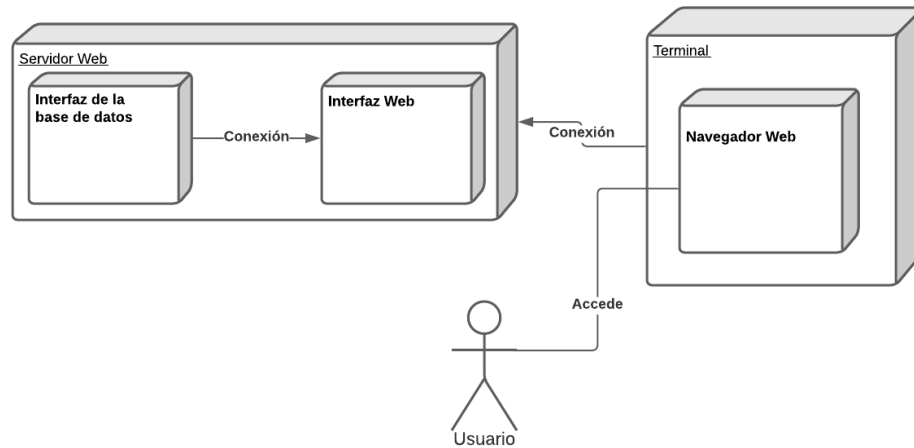 Servidor Web
Interfaz de la
base de datos
Conexión
Interfaz Web
Conexión
Terminal
Navegador Web
Accede
Usuario